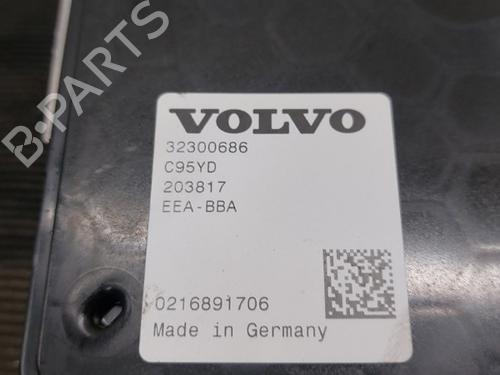 B-PARTS
VOLVO
32300686
C95YD
203817
EEA-BBA
0216891706
Made in Germany